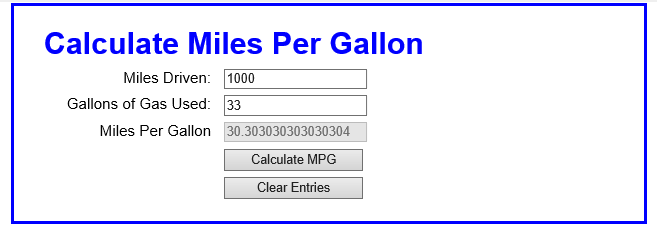 Calculate Miles Per Gallon
Miles Driven: 1000
Gallons of Gas Used: 33
Miles Per Gallon 30.303030303030304
Calculate MPG
Clear Entries